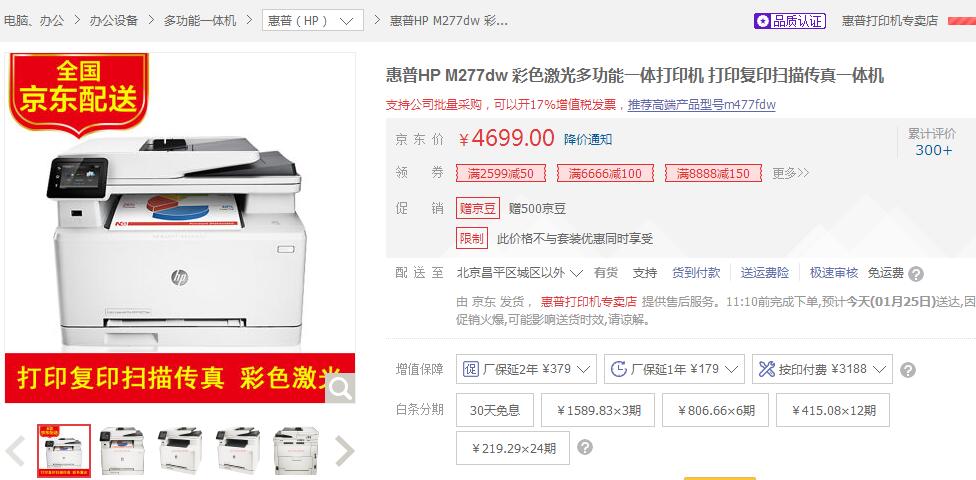 电脑、办公 > 办公设备 > 多功能一体机 > 惠普（HP） > 惠普HP M277dw 彩...
品质认证 惠普打印机专卖店
全国
京东配送
hp
打印复印扫描传真 彩色激光
惠普HP M277dw 彩色激光多功能一体打印机 打印复印扫描传真一体机
支持公司批量采购，可以开17%增值税发票，推荐高端产品型号m477fdw
京东价 ￥4699.00 降价通知
累计评价
300+
领券 满2599减50 满6666减100 满8888减150 更多>>
促销 赠京豆 赠500京豆
限制 此价格不与套装优惠同时享受
配送至 北京昌平区城区以外 有货 支持 货到付款 送运费险 极速审核 免运费
由 京东 发货， 惠普打印机专卖店 提供售后服务。11:10前完成下单,预计今天(01月25日)送达,因
促销火爆,可能影响送货时效,请谅解。
增值保障 促 厂保延2年 ¥379 厂保延1年 ¥179 按印付费 ¥3188
白条分期 30天免息 ￥1589.83×3期 ￥806.66×6期 ￥415.08×12期
￥219.29×24期